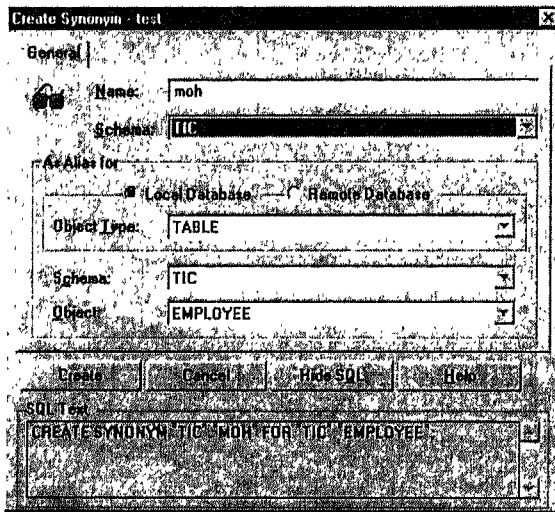 Create Synonym - test
General
Name: moh
Schema: TIC
As Alias for
Local Database Remote Database
Object Type: TABLE
Schema: TIC
Object: EMPLOYEE
Create Cancel Hide SQL Help
SQL Text
CREATE SYNONYM "TIC"."MOH" FOR "TIC"."EMPLOYEE"